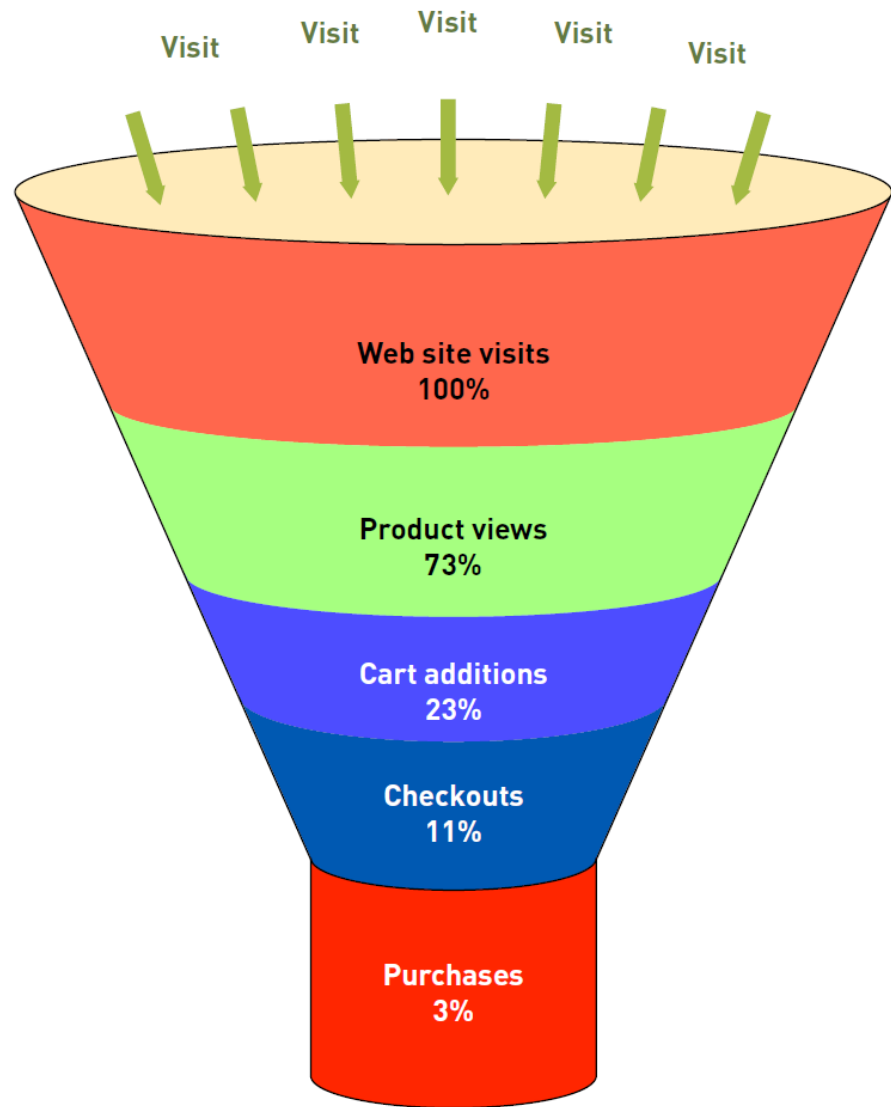 Visit
Visit
Visit
Visit
Visit
Web site visits
100%
Product views
73%
Cart additions
23%
Checkouts
11%
Purchases
3%